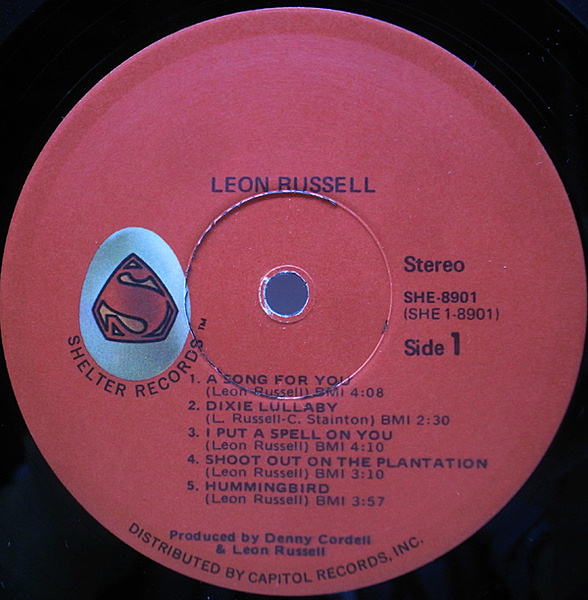 LEON RUSSELL
Stereo
SHE-8901
(SHE 1-8901)
Side 1
SHELTER RECORDS™
1. A SONG FOR YOU
(Leon Russell) BMI 4:08
2. DIXIE LULLABY
(L. Russell-C. Stainton) BMI 2:30
3. I PUT A SPELL ON YOU
(Leon Russell) BMI 4:10
4. SHOOT OUT ON THE PLANTATION
(Leon Russell) BMI 3:10
5. HUMMINGBIRD
(Leon Russell) BMI 3:57
Produced by Denny Cordell
& Leon Russell
DISTRIBUTED BY CAPITOL RECORDS, INC.